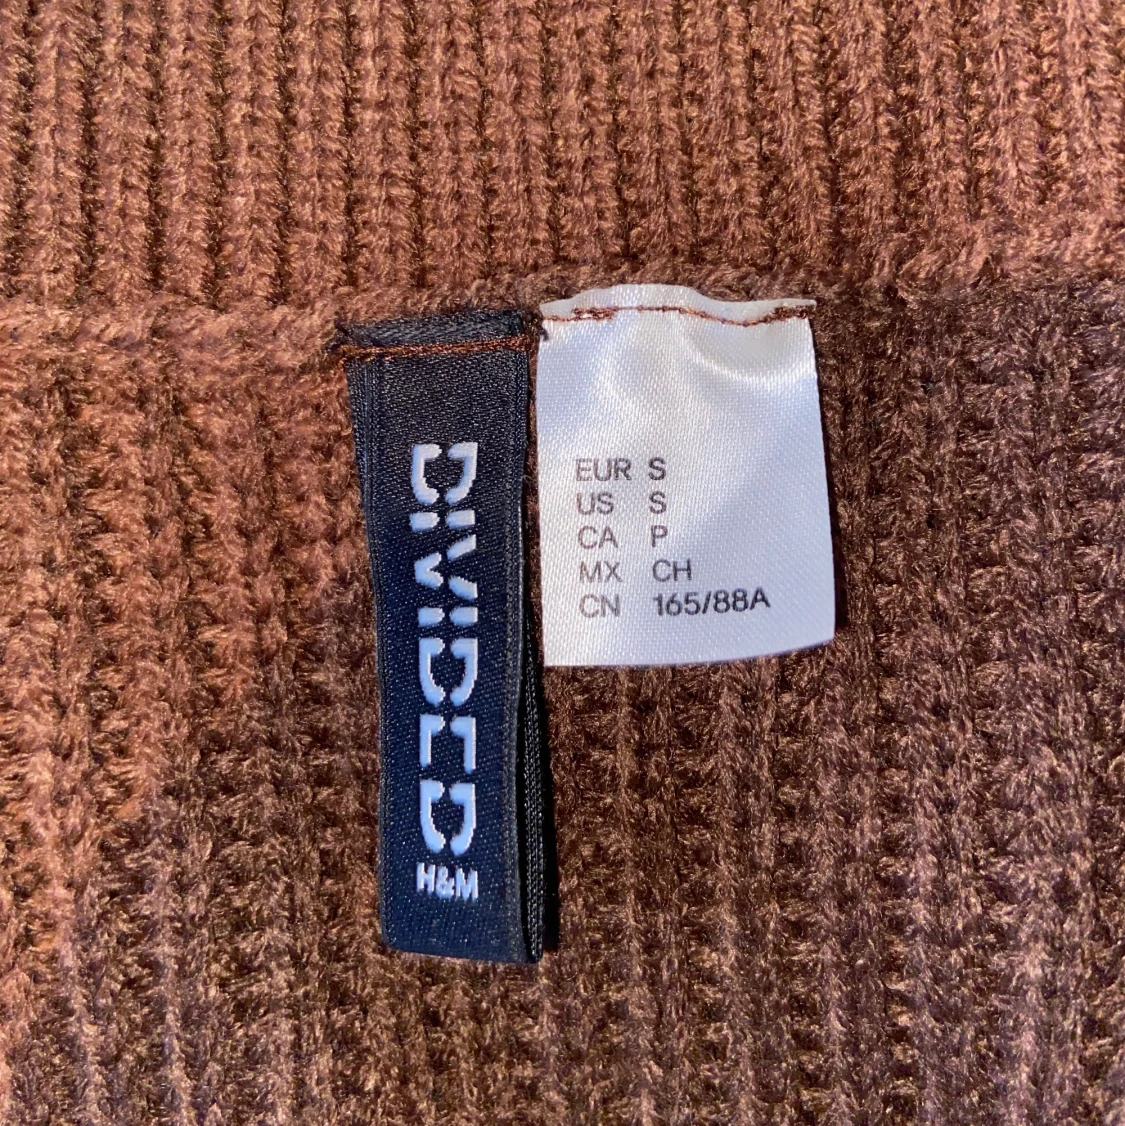 DIVIDED
H&M
EUR S
US S
CA P
MX CH
CN 165/88A